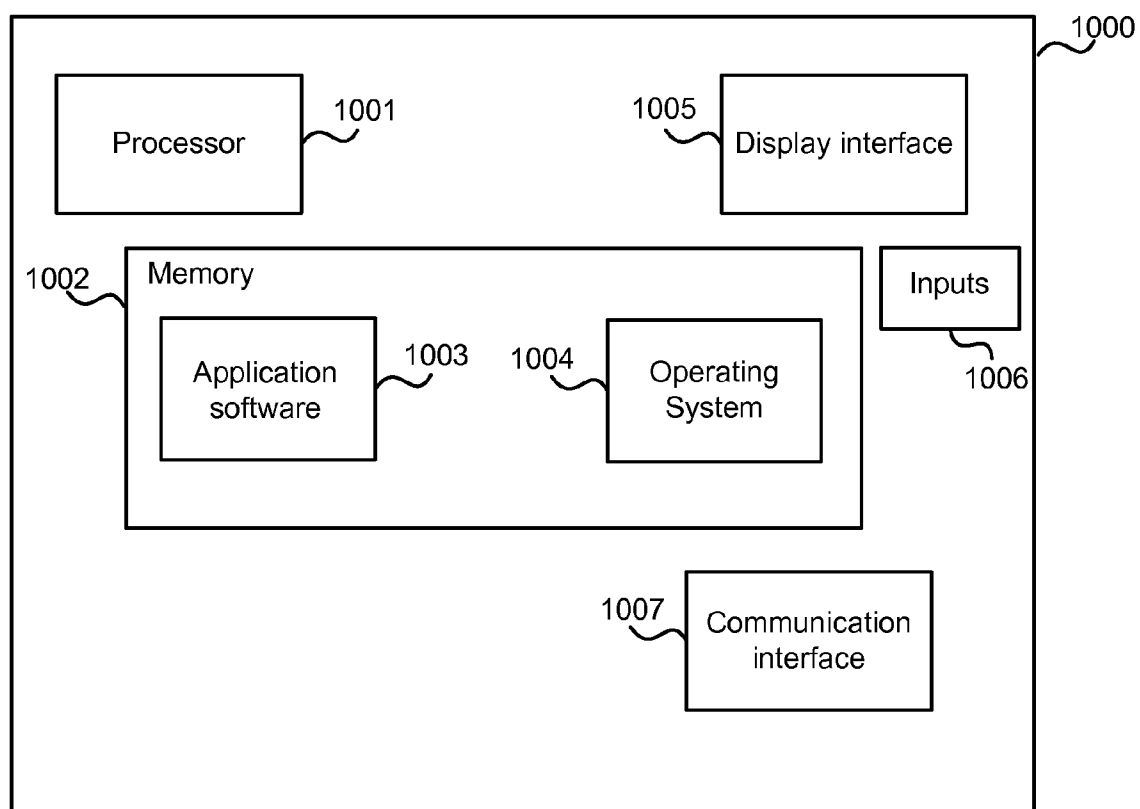 1000
Processor
1001
1005
Display interface
1002
Memory
Inputs
1006
Application
software
1003
1004
Operating
System
1007
Communication
interface